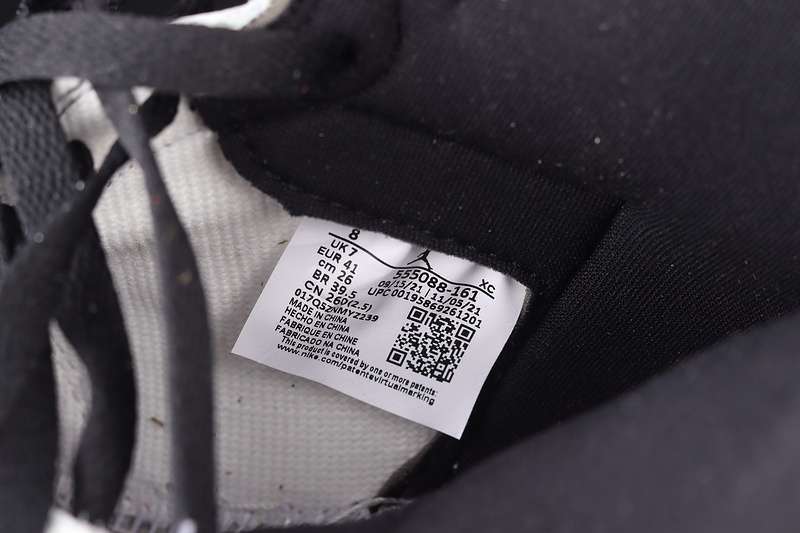 8
UK 7
EUR 41
cm 26
BR 39.5
CN 260(2.5)
XC
555088-161
09/15/21 | 11/05/21
UPC 00195869261201
MADE IN CHINA
HECHO EN CHINA
FABRIQUE EN CHINE
FABRICADO NA CHINA
This product is covered by one or more patents:
www.nike.com/patentsvirtualmarking